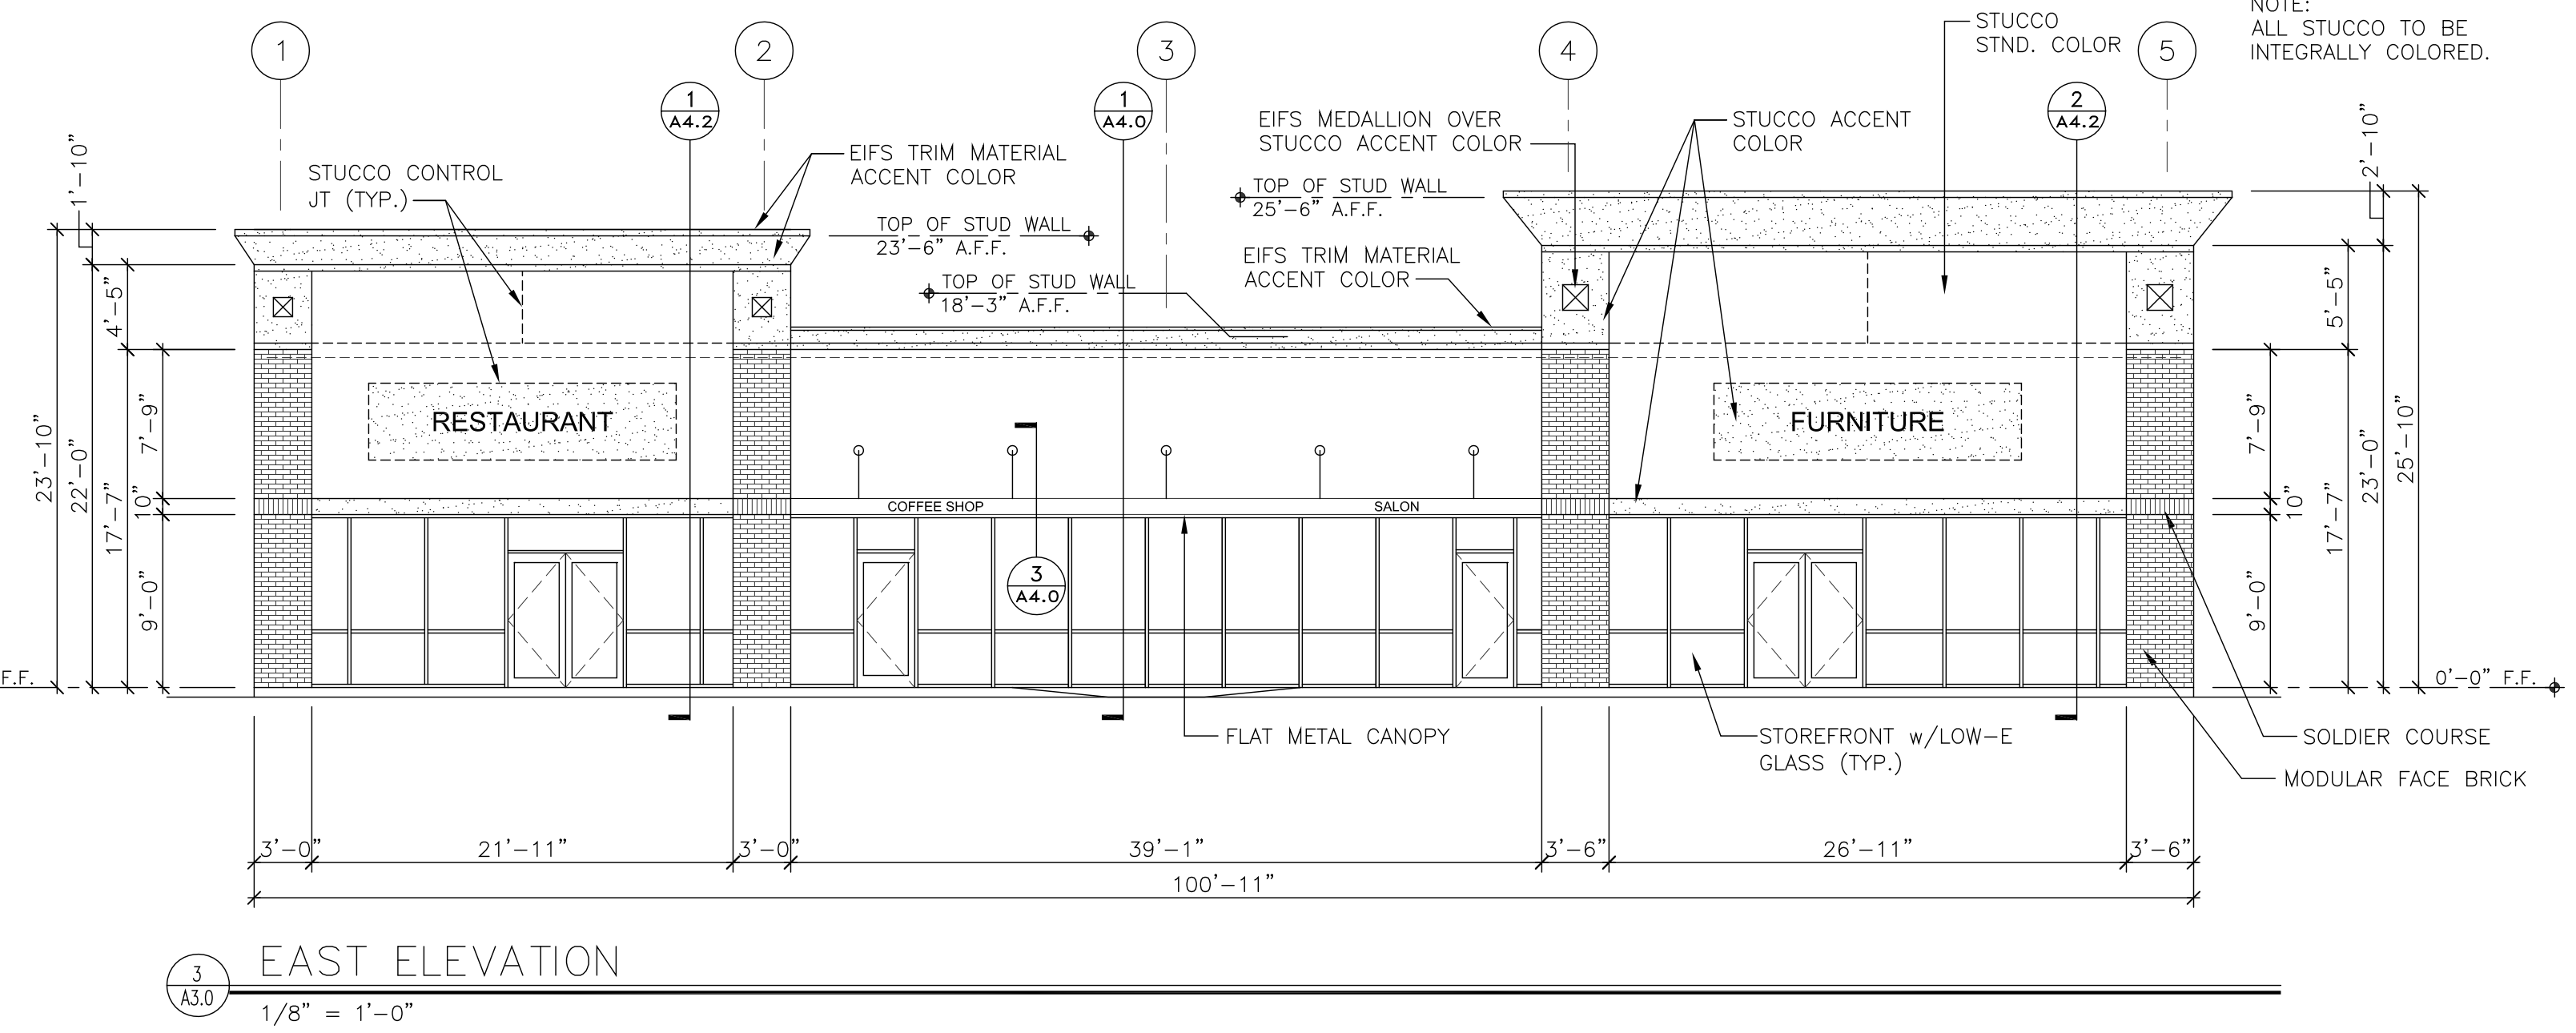 NOTE:
ALL STUCCO TO BE
INTEGRALLY COLORED.
1
2
3
4
5
STUCCO
STND. COLOR
1
A4.2
1
A4.0
2
A4.2
EIFS MEDALLION OVER
STUCCO ACCENT COLOR
STUCCO ACCENT
COLOR
STUCCO CONTROL
JT (TYP.)
EIFS TRIM MATERIAL
ACCENT COLOR
TOP OF STUD WALL
25'-6" A.F.F.
TOP OF STUD WALL
23'-6" A.F.F.
EIFS TRIM MATERIAL
ACCENT COLOR
TOP OF STUD WALL
18'-3" A.F.F.
1'-10"
4'-5"
7'-9"
10"
9'-0"
17'-7"
22'-0"
23'-10"
2'-10"
5'-5"
7'-9"
10"
9'-0"
17'-7"
23'-0"
25'-10"
RESTAURANT
FURNITURE
COFFEE SHOP
SALON
3
A4.0
F.F.
0'-0" F.F.
FLAT METAL CANOPY
STOREFRONT w/LOW-E
GLASS (TYP.)
SOLDIER COURSE
MODULAR FACE BRICK
3'-0"
21'-11"
3'-0"
39'-1"
3'-6"
26'-11"
3'-6"
100'-11"
3
A3.0
EAST ELEVATION
1/8" = 1'-0"